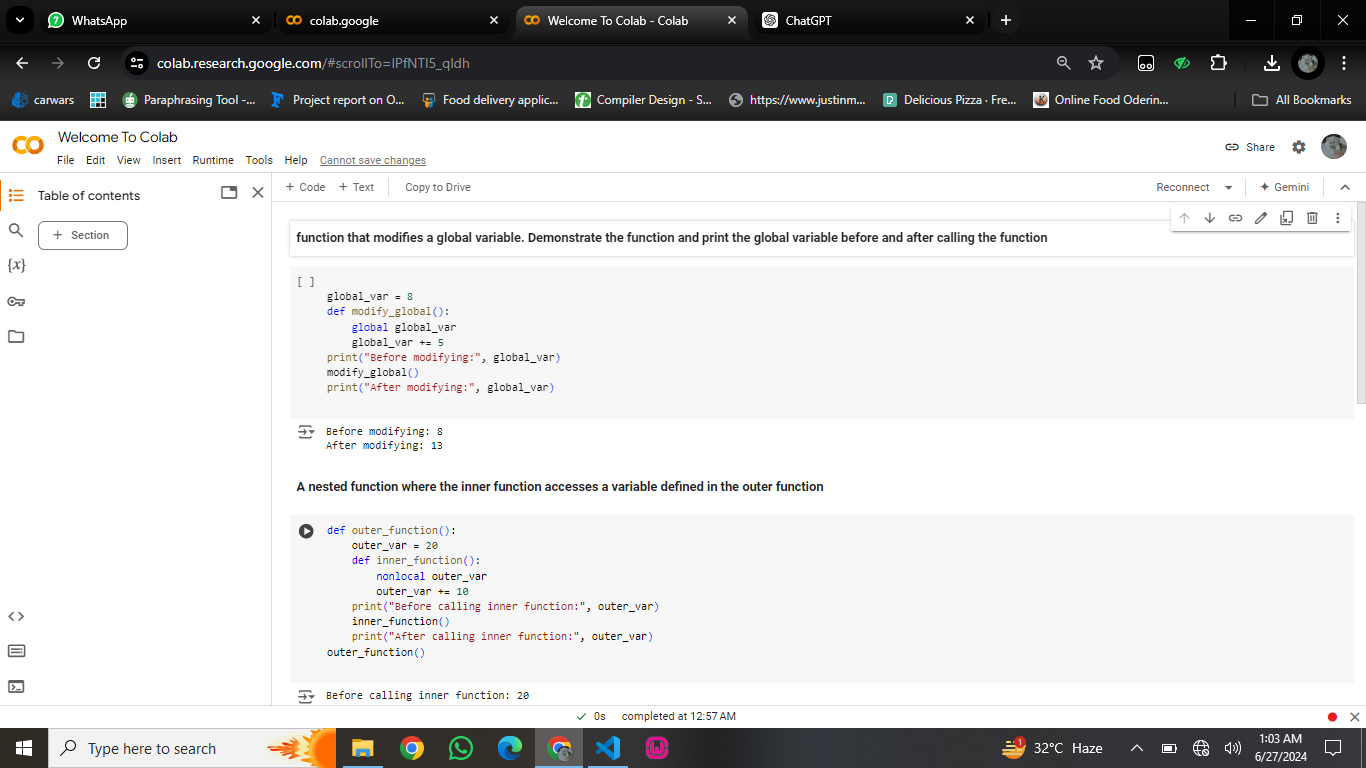 7
WhatsApp
colab.google
Welcome To Colab - Colab
ChatGPT
colab.research.google.com/#scrollTo=IPfNTI5_qIdh
carwars
Paraphrasing Tool -...
Project report on O...
Food delivery applic...
Compiler Design - S...
https://www.justinm...
Delicious Pizza · Fre...
Online Food Oderin...
All Bookmarks
Welcome To Colab
File Edit View Insert Runtime Tools Help Cannot save changes
Share
Table of contents
+ Section
+ Code + Text Copy to Drive
Reconnect
Gemini
function that modifies a global variable. Demonstrate the function and print the global variable before and after calling the function
[ ]
global_var = 8
def modify_global():
    global global_var
    global_var += 5
print("Before modifying:", global_var)
modify_global()
print("After modifying:", global_var)
Before modifying: 8
After modifying: 13
A nested function where the inner function accesses a variable defined in the outer function
def outer_function():
    outer_var = 20
    def inner_function():
        nonlocal outer_var
        outer_var += 10
    print("Before calling inner function:", outer_var)
    inner_function()
    print("After calling inner function:", outer_var)
outer_function()
Before calling inner function: 20
{x}
<>
0s completed at 12:57 AM
Type here to search
1
32°C Haze
1:03 AM
6/27/2024